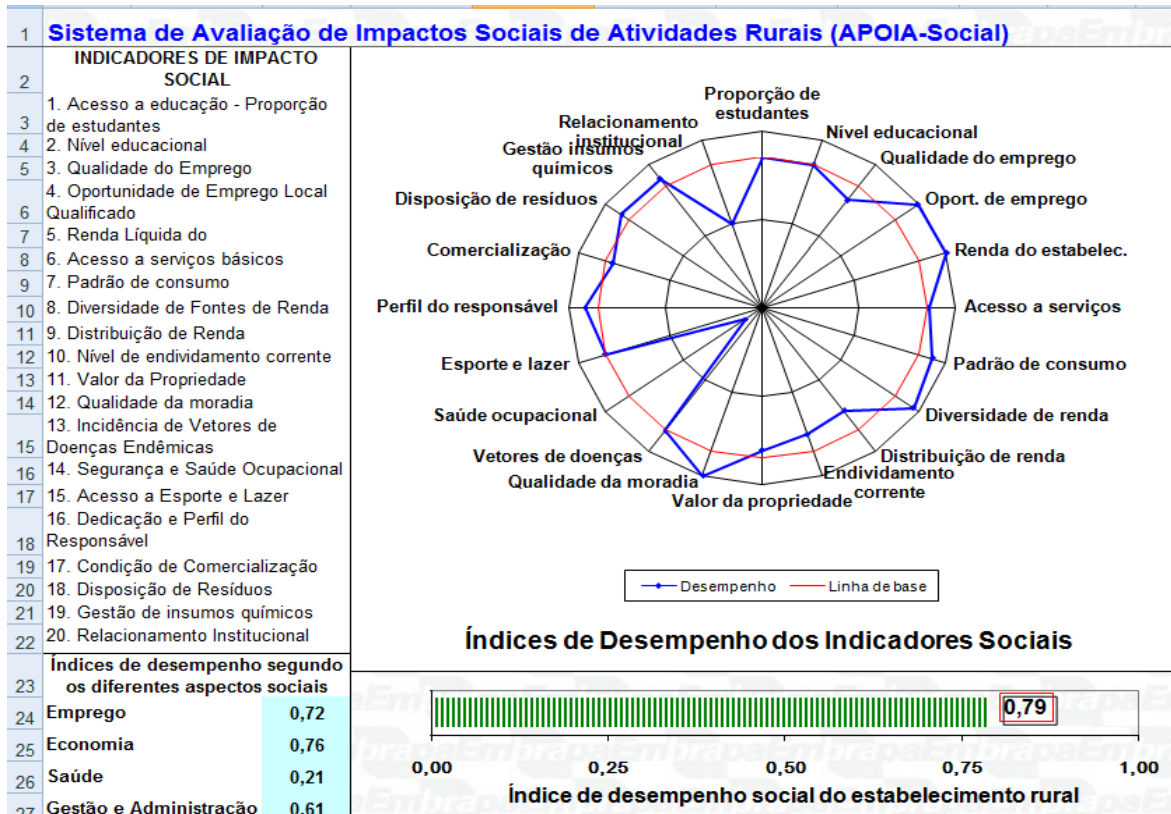 1
Sistema de Avaliação de Impactos Sociais de Atividades Rurais (APOIA-Social)
2
INDICADORES DE IMPACTO
SOCIAL
3
1. Acesso a educação - Proporção
de estudantes
4
2. Nível educacional
5
3. Qualidade do Emprego
6
4. Oportunidade de Emprego Local
Qualificado
7
5. Renda Líquida do
8
6. Acesso a serviços básicos
9
7. Padrão de consumo
10
8. Diversidade de Fontes de Renda
11
9. Distribuição de Renda
12
10. Nível de endividamento corrente
13
11. Valor da Propriedade
14
12. Qualidade da moradia
15
13. Incidência de Vetores de
Doenças Endêmicas
16
14. Segurança e Saúde Ocupacional
17
15. Acesso a Esporte e Lazer
18
16. Dedicação e Perfil do
Responsável
19
17. Condição de Comercialização
20
18. Disposição de Resíduos
21
19. Gestão de insumos químicos
22
20. Relacionamento Institucional
23
Índices de desempenho segundo
os diferentes aspectos sociais
24
Emprego 0,72
25
Economia 0,76
26
Saúde 0,21
27
Gestão e Administração 0,61
Proporção de
estudantes
Nível educacional
Qualidade do emprego
Oport. de emprego
Renda do estabelec.
Acesso a serviços
Padrão de consumo
Diversidade de renda
Distribuição de renda
Endividamento
corrente
Valor da propriedade
Qualidade da moradia
Vetores de doenças
Saúde ocupacional
Esporte e lazer
Perfil do responsável
Comercialização
Disposição de resíduos
Gestão insumos
químicos
Relacionamento
institucional
Desempenho
Linha de base
Índices de Desempenho dos Indicadores Sociais
0,79
0,00 0,25 0,50 0,75 1,00
Índice de desempenho social do estabelecimento rural